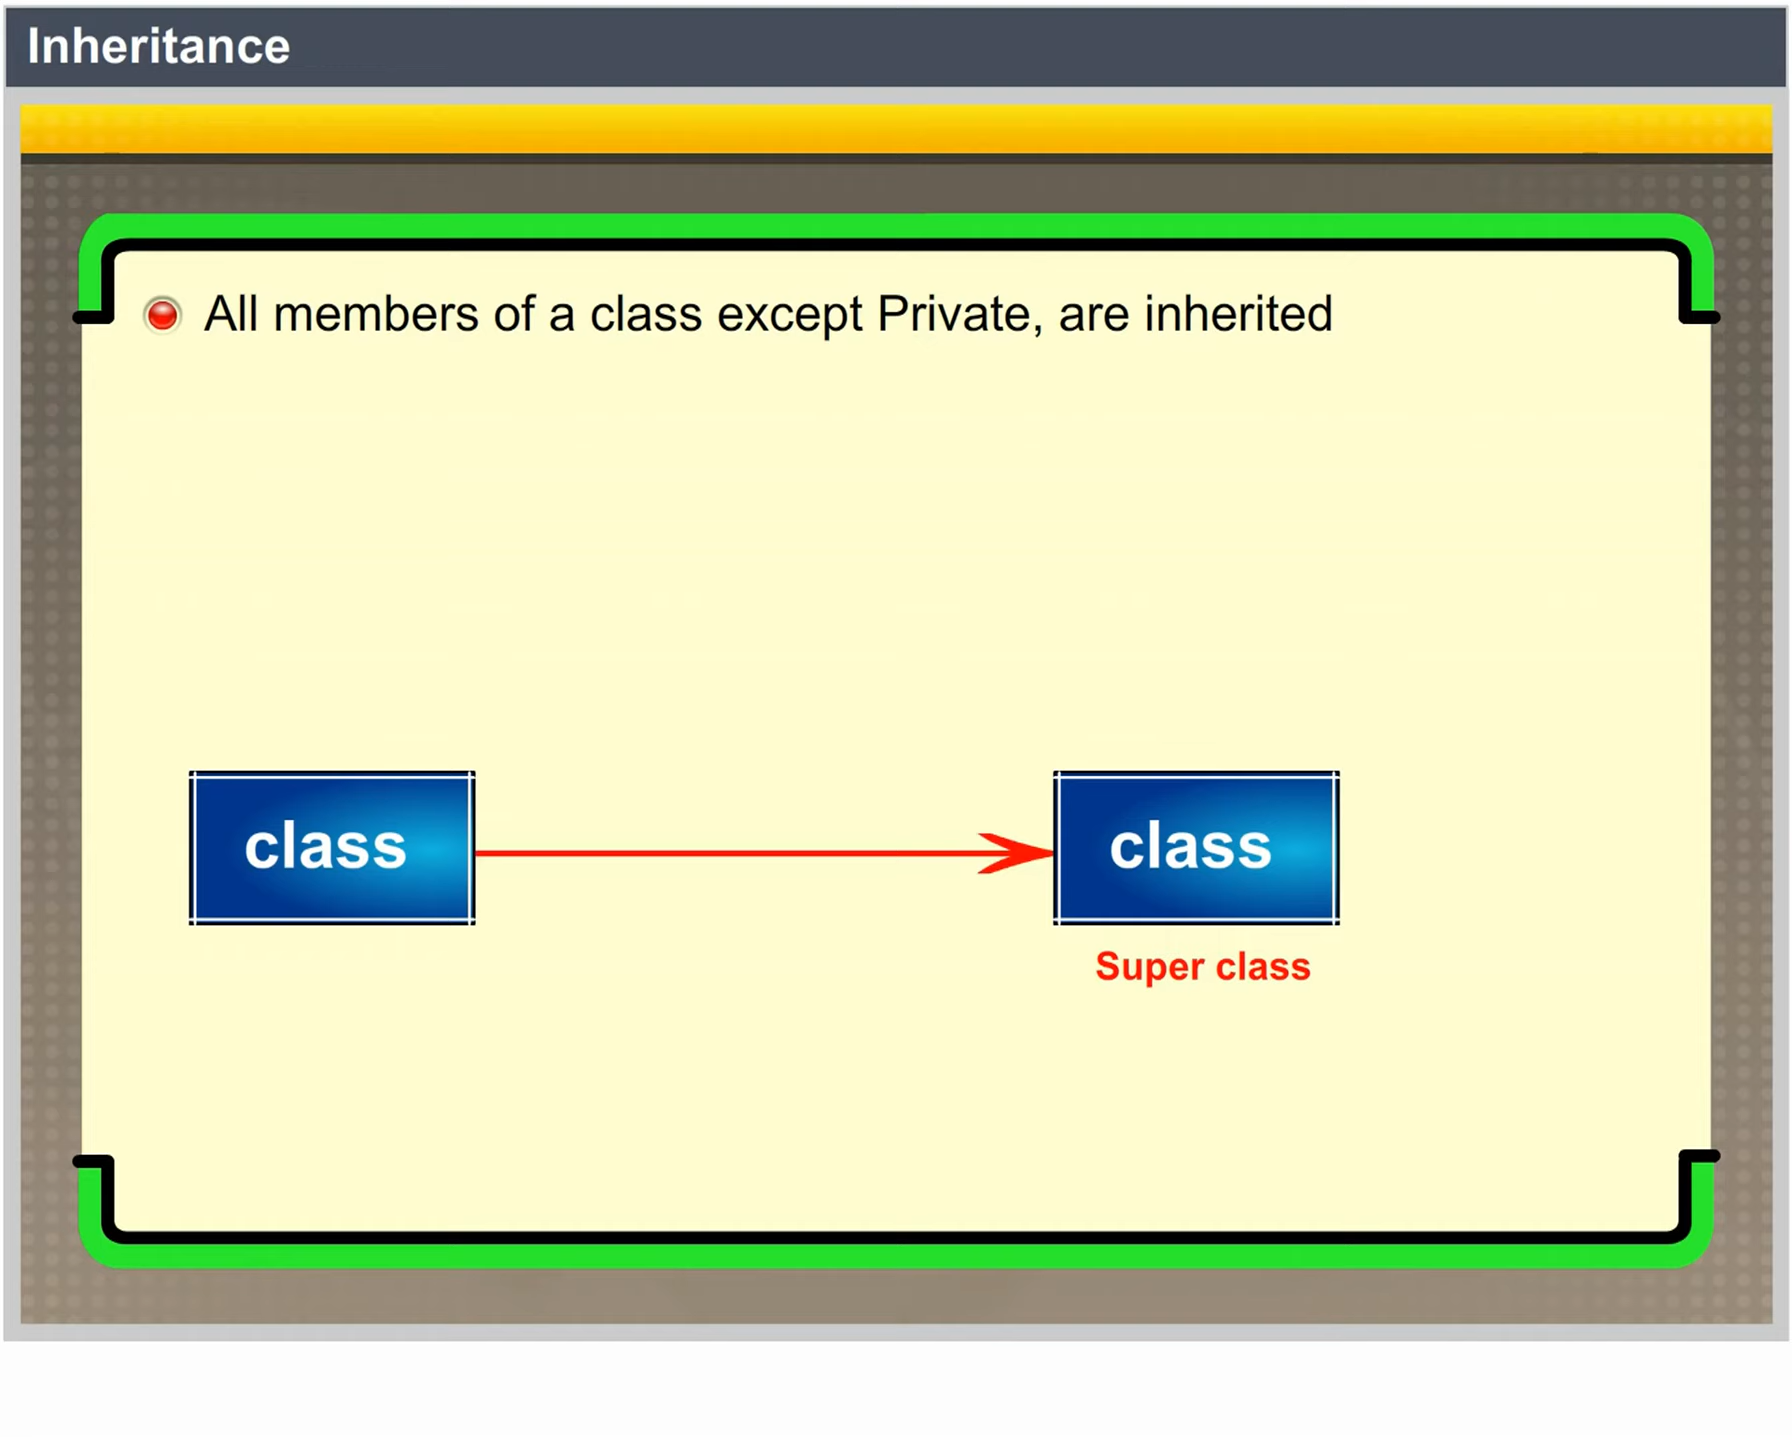 Inheritance
All members of a class except Private, are inherited
class
class
Super class